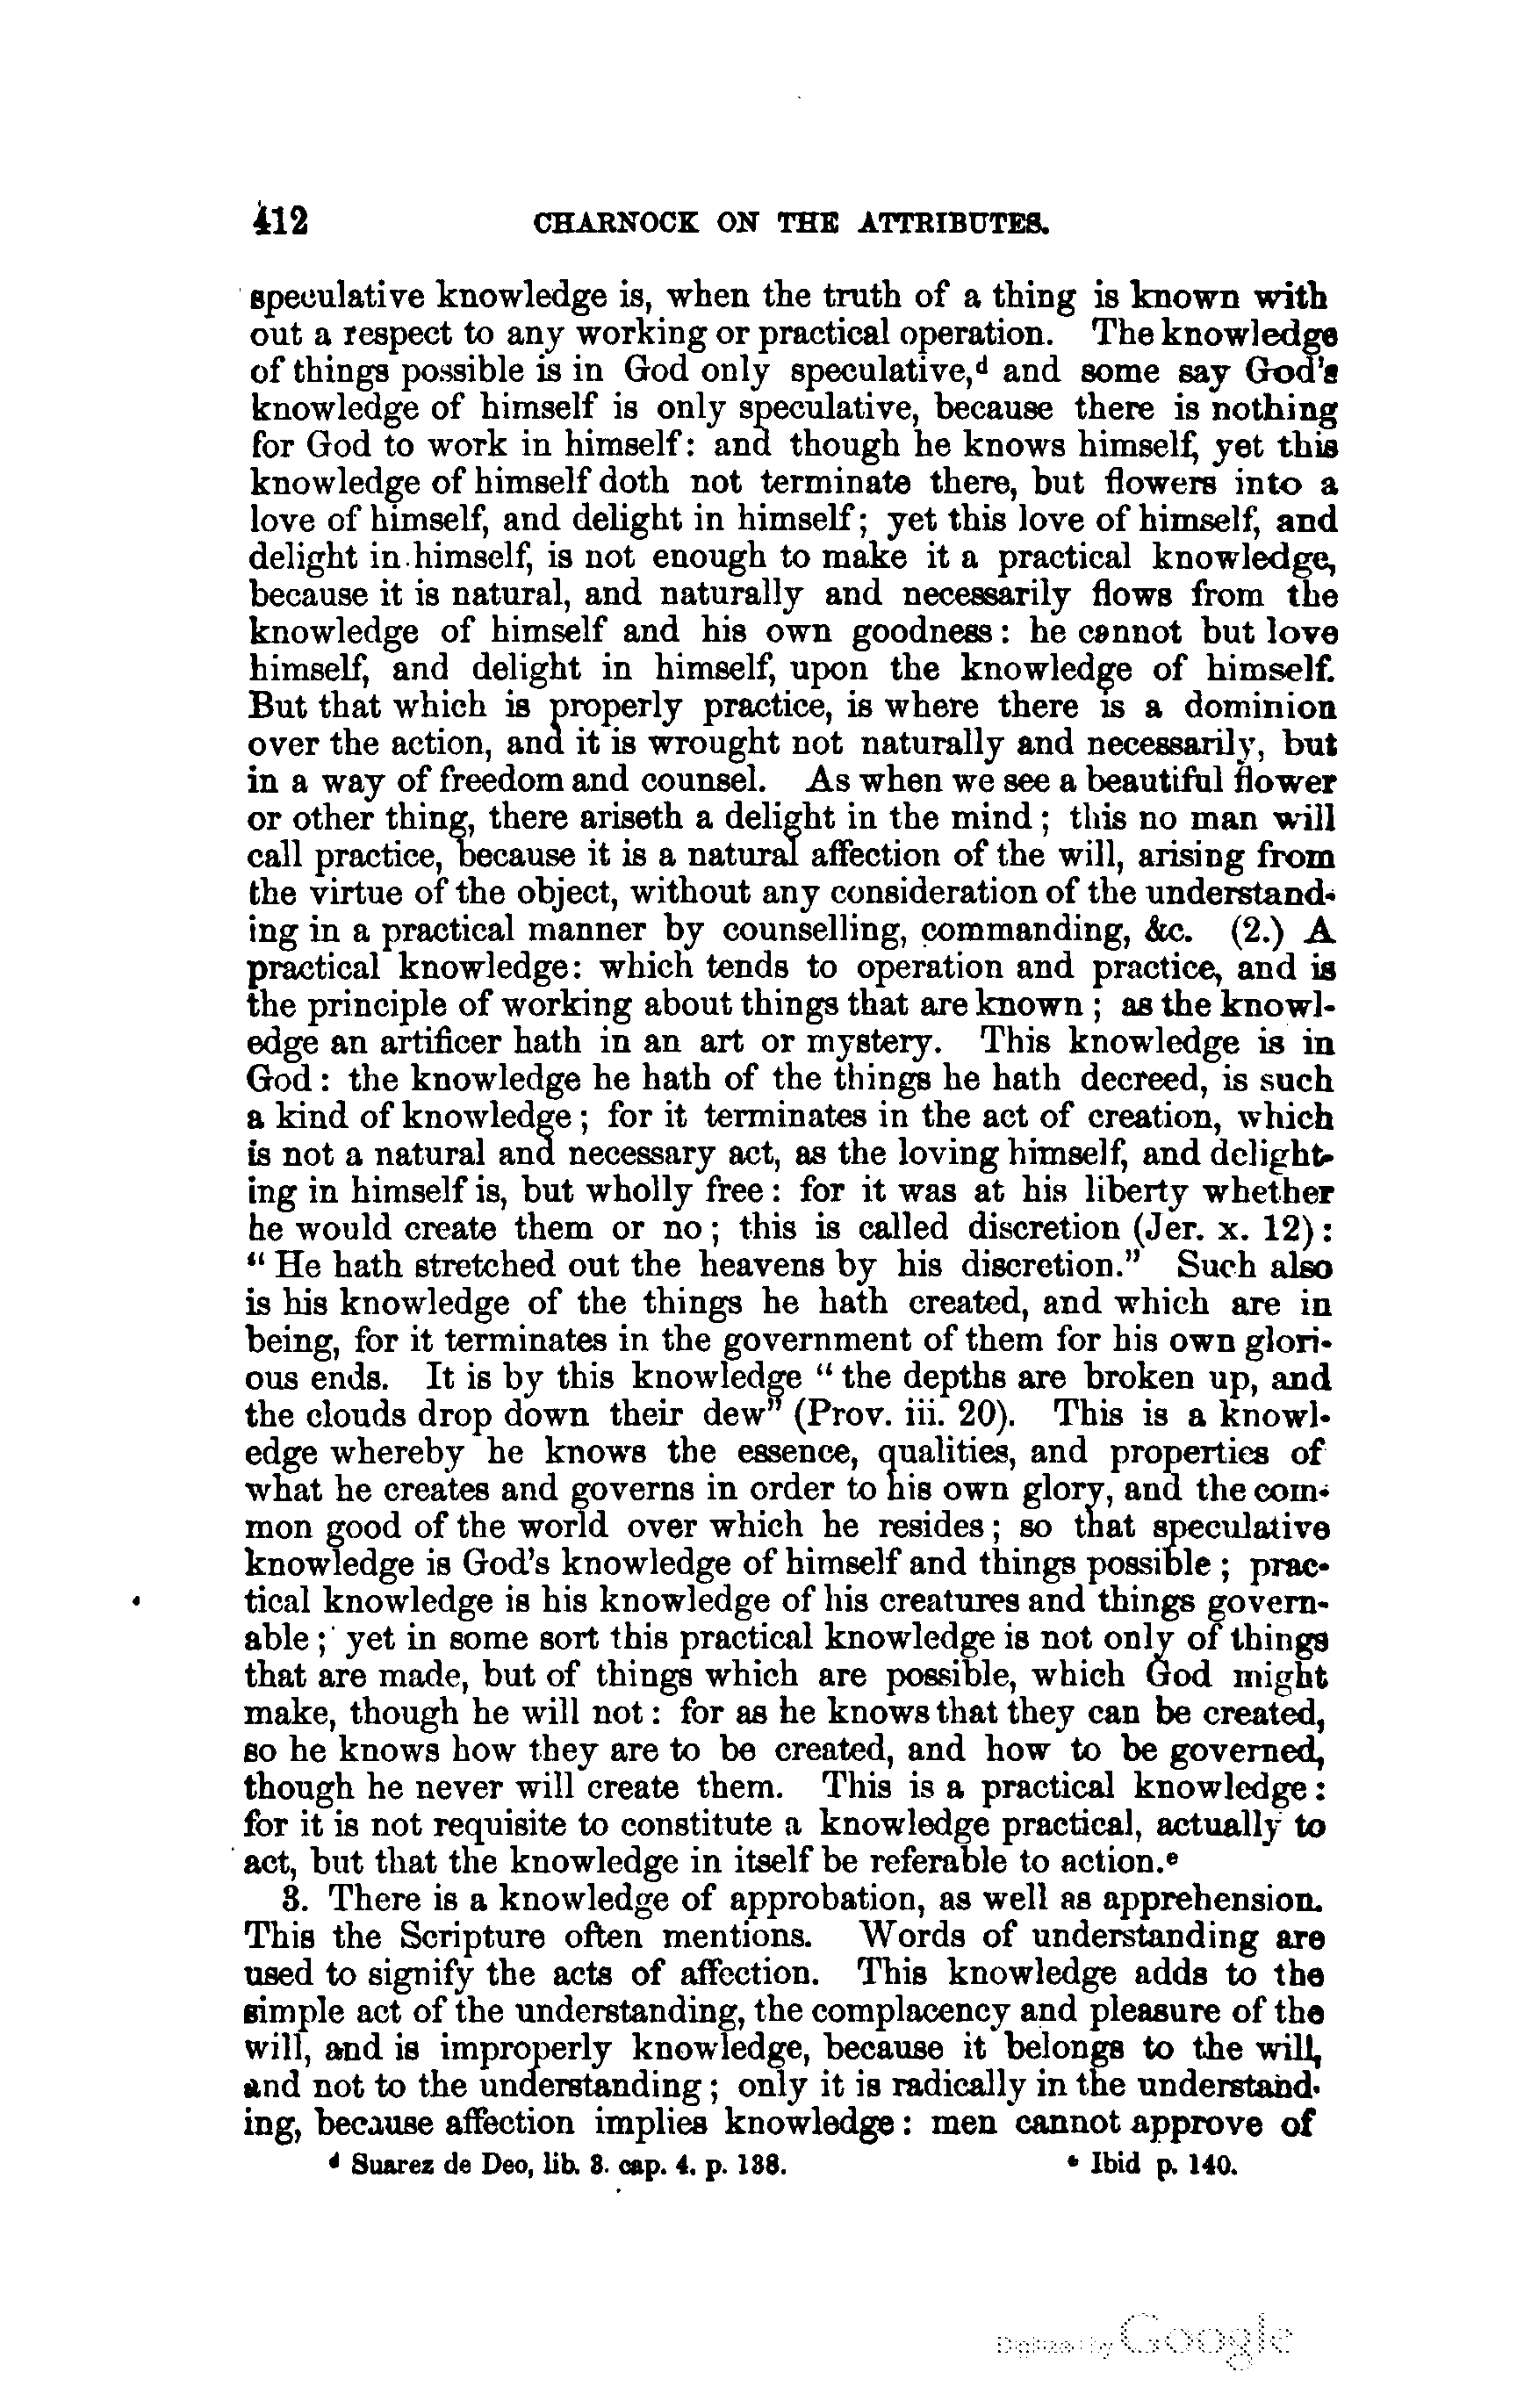 412 CHARNOCK ON THE ATTRIBUTES.
speculative knowledge is, when the truth of a thing is known with
out a respect to any working or practical operation. The knowledge
of things possible is in God only speculative,d and some say God's
knowledge of himself is only speculative, because there is nothing
for God to work in himself: and though he knows himself, yet this
knowledge of himself doth not terminate there, but flowers into a
love of himself, and delight in himself; yet this love of himself, and
delight in himself, is not enough to make it a practical knowledge,
because it is natural, and naturally and necessarily flows from the
knowledge of himself and his own goodness: he cannot but love
himself, and delight in himself, upon the knowledge of himself.
But that which is properly practice, is where there is a dominion
over the action, and it is wrought not naturally and necessarily, but
in a way of freedom and counsel. As when we see a beautiful flower
or other thing, there ariseth a delight in the mind; this no man will
call practice, because it is a natural affection of the will, arising from
the virtue of the object, without any consideration of the understand-
ing in a practical manner by counselling, commanding, &c. (2.) A
practical knowledge: which tends to operation and practice, and is
the principle of working about things that are known; as the knowl-
edge an artificer hath in an art or mystery. This knowledge is in
God: the knowledge he hath of the things he hath decreed, is such
a kind of knowledge; for it terminates in the act of creation, which
is not a natural and necessary act, as the loving himself, and delight-
ing in himself is, but wholly free: for it was at his liberty whether
he would create them or no; this is called discretion (Jer. x. 12):
"He hath stretched out the heavens by his discretion." Such also
is his knowledge of the things he hath created, and which are in
being, for it terminates in the government of them for his own glori-
ous ends. It is by this knowledge "the depths are broken up, and
the clouds drop down their dew" (Prov. iii. 20). This is a knowl-
edge whereby he knows the essence, qualities, and properties of
what he creates and governs in order to his own glory, and the com-
mon good of the world over which he resides; so that speculative
knowledge is God's knowledge of himself and things possible; prac-
tical knowledge is his knowledge of his creatures and things govern-
able; yet in some sort this practical knowledge is not only of things
that are made, but of things which are possible, which God might
make, though he will not: for as he knows that they can be created,
so he knows how they are to be created, and how to be governed,
though he never will create them. This is a practical knowledge:
for it is not requisite to constitute a knowledge practical, actually to
act, but that the knowledge in itself be referable to action.e
3. There is a knowledge of approbation, as well as apprehension.
This the Scripture often mentions. Words of understanding are
used to signify the acts of affection. This knowledge adds to the
simple act of the understanding, the complacency and pleasure of the
will, and is improperly knowledge, because it belongs to the will,
and not to the understanding; only it is radically in the understand-
ing, because affection implies knowledge: men cannot approve of
d Suarez de Deo, lib. 3. cap. 4. p. 138. e Ibid p. 140.
Digitized by Google